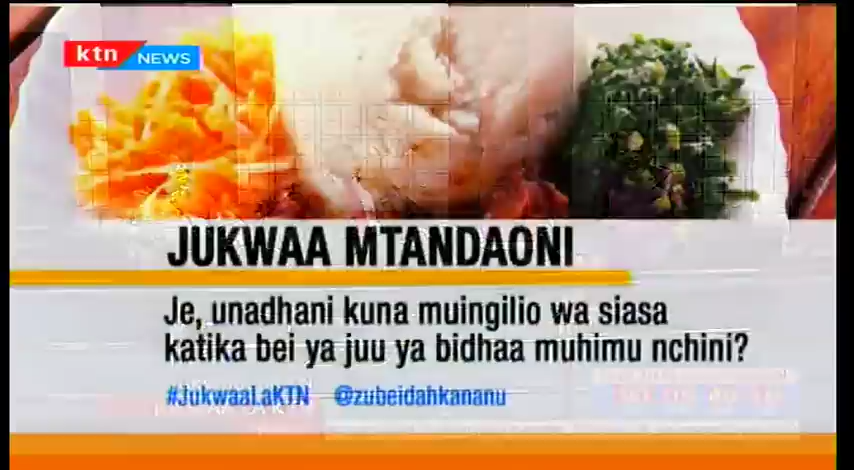 ktn NEWS
JUKWAA MTANDAONI
Je, unadhani kuna muingilio wa siasa
katika bei ya juu ya bidhaa muhimu nchini?
#JukwaaLaKTN @zubeidahkananu